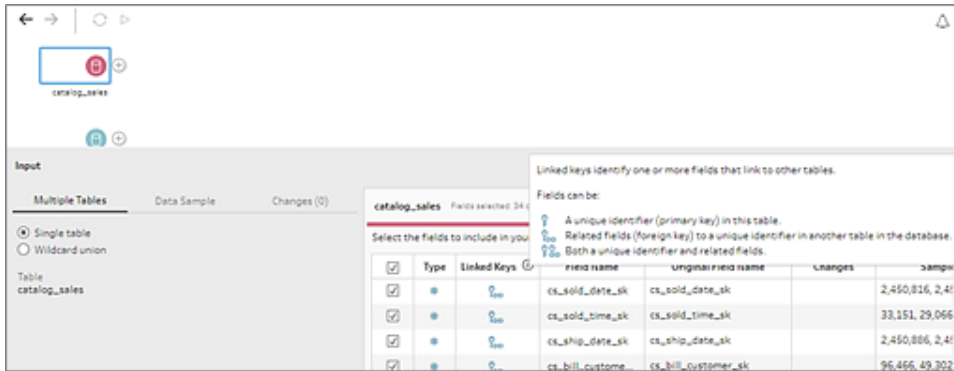 catalog_sales
Input
Linked keys identify one or more fields that link to other tables.
Fields can be:
A unique identifier (primary key) in this table.
Related fields (foreign key) to a unique identifier in another table in the database.
Both a unique identifier and related fields.
Multiple Tables Data Sample Changes (0)
Single table
Wildcard union
Table
catalog_sales
catalog_sales Fields selected: 34
Select the fields to include in your
Type Linked Keys Field Name Original Field Name Changes Sample
cs_sold_date_sk cs_sold_date_sk 2,450,816, 2,4
cs_sold_time_sk cs_sold_time_sk 33,151, 29,066
cs_ship_date_sk cs_ship_date_sk 2,450,886, 2,4
cs_bill_custome... cs_bill_customer_sk 96,466, 49,302